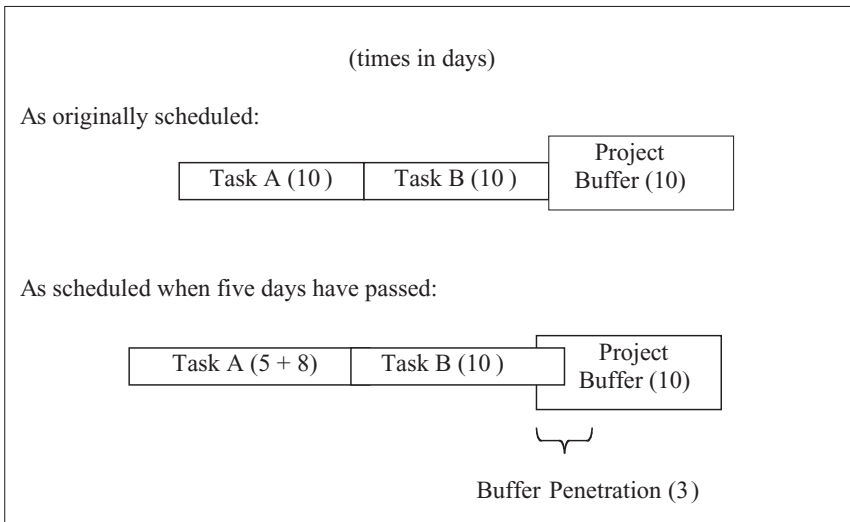 (times in days)
As originally scheduled:
Task A (10 )
Task B (10 )
Project
Buffer (10)
As scheduled when five days have passed:
Task A (5 + 8)
Task B (10 )
Project
Buffer (10)
Buffer Penetration (3 )